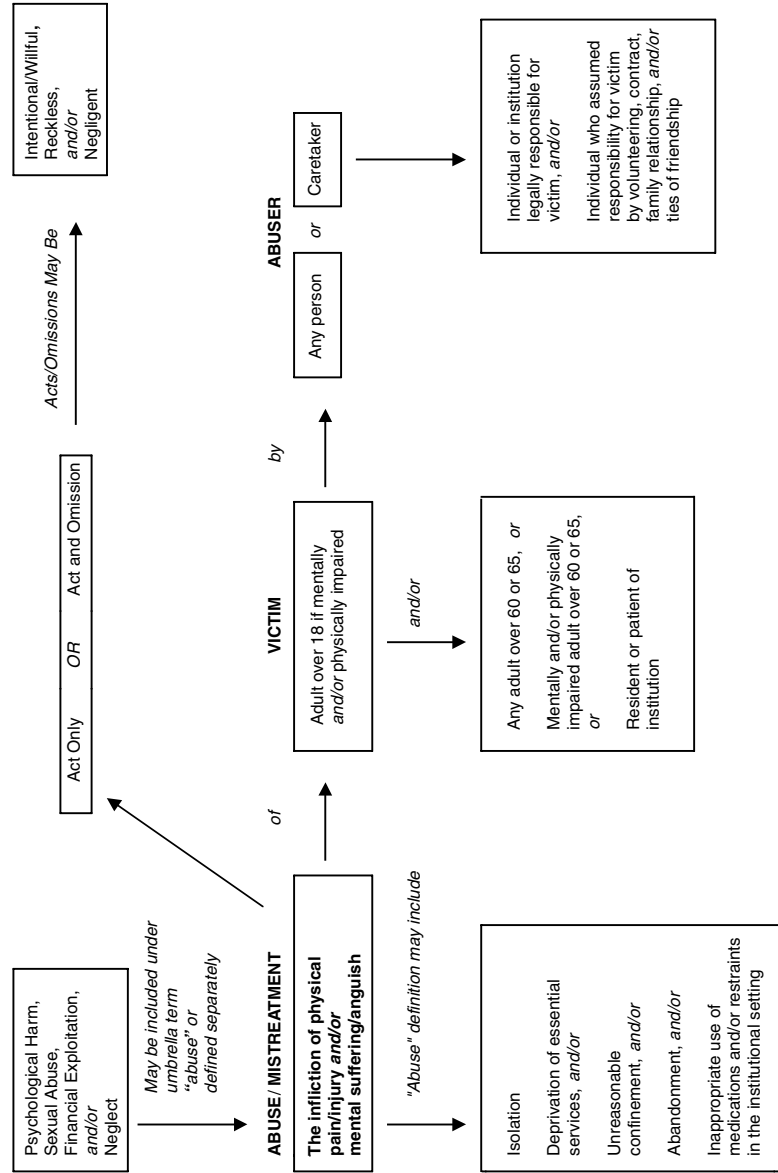 Psychological Harm,
Sexual Abuse,
Financial Exploitation,
and/or
Neglect
May be included under
umbrella term
“abuse” or
defined separately
Act Only
OR
Act and Omission
Acts/Omissions May Be
Intentional/Willful,
Reckless,
and/or
Negligent
ABUSE/ MISTREATMENT
The infliction of physical
pain/injury and/or
mental suffering/anguish
of
VICTIM
Adult over 18 if mentally
and/or physically impaired
by
ABUSER
Any person
or
Caretaker
"Abuse" definition may include
Isolation
Deprivation of essential
services, and/or
Unreasonable
confinement, and/or
Abandonment, and/or
Inappropriate use of
medications and/or restraints
in the institutional setting
and/or
Any adult over 60 or 65, or
Mentally and/or physically
impaired adult over 60 or 65,
or
Resident or patient of
institution
Individual or institution
legally responsible for
victim, and/or
Individual who assumed
responsibility for victim
by volunteering, contract,
family relationship, and/or
ties of friendship